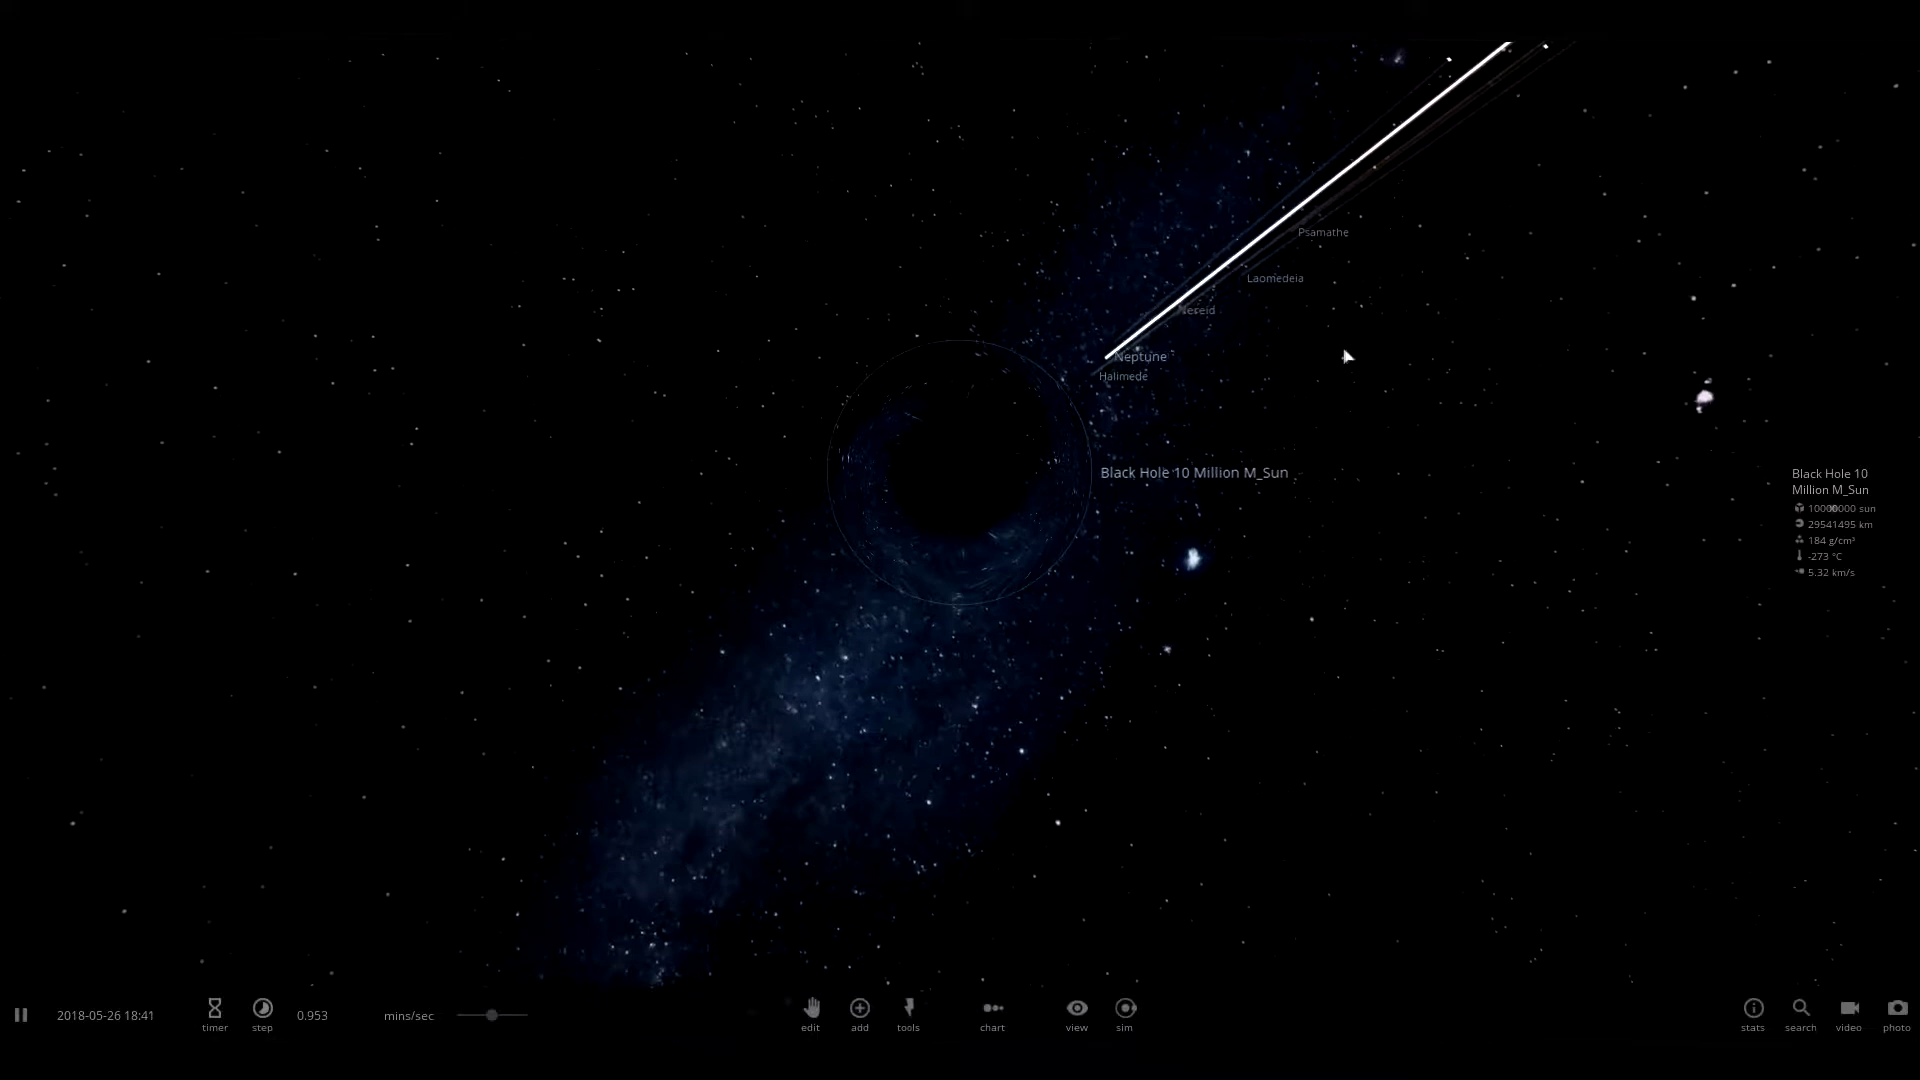 Psamathe
Laomedeia
Nereid
Neptune
Halimede
Black Hole 10 Million M_Sun
Black Hole 10
Million M_Sun
10000000 sun
29541495 km
184 g/cm³
-273 °C
5.32 km/s
2018-05-26 18:41
timer
step
0.953
mins/sec
edit
add
tools
chart
view
sim
stats
search
video
photo